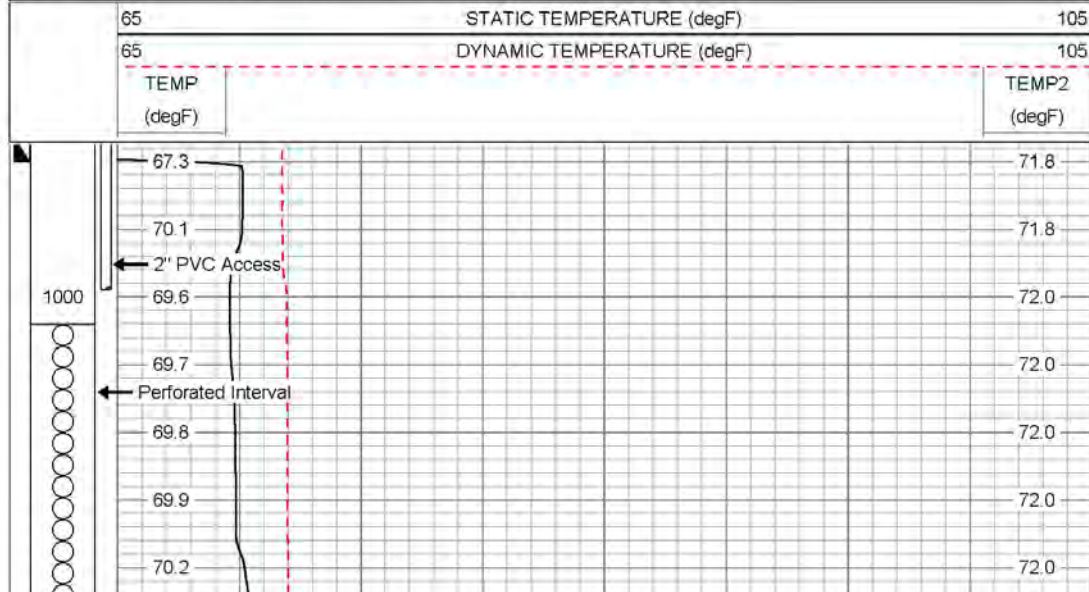 65 STATIC TEMPERATURE (degF) 105
65 DYNAMIC TEMPERATURE (degF) 105
TEMP TEMP2
(degF) (degF)
67.3 71.8
70.1 71.8
2" PVC Access
1000 69.6 72.0
69.7 72.0
Perforated Interval
69.8 72.0
69.9 72.0
70.2 72.0